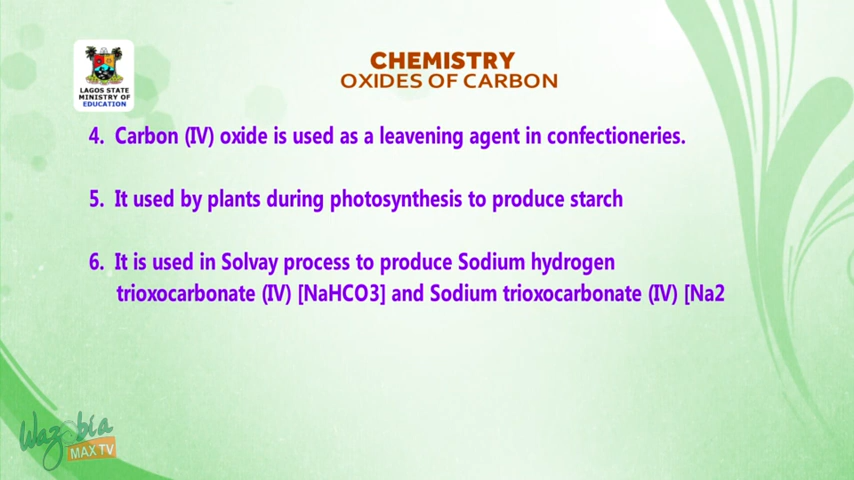 LAGOS STATE
MINISTRY OF
EDUCATION
CHEMISTRY
OXIDES OF CARBON
4. Carbon (IV) oxide is used as a leavening agent in confectioneries.
5. It used by plants during photosynthesis to produce starch
6. It is used in Solvay process to produce Sodium hydrogen
trioxocarbonate (IV) [NaHCO3] and Sodium trioxocarbonate (IV) [Na2
Wazobia
MAX TV